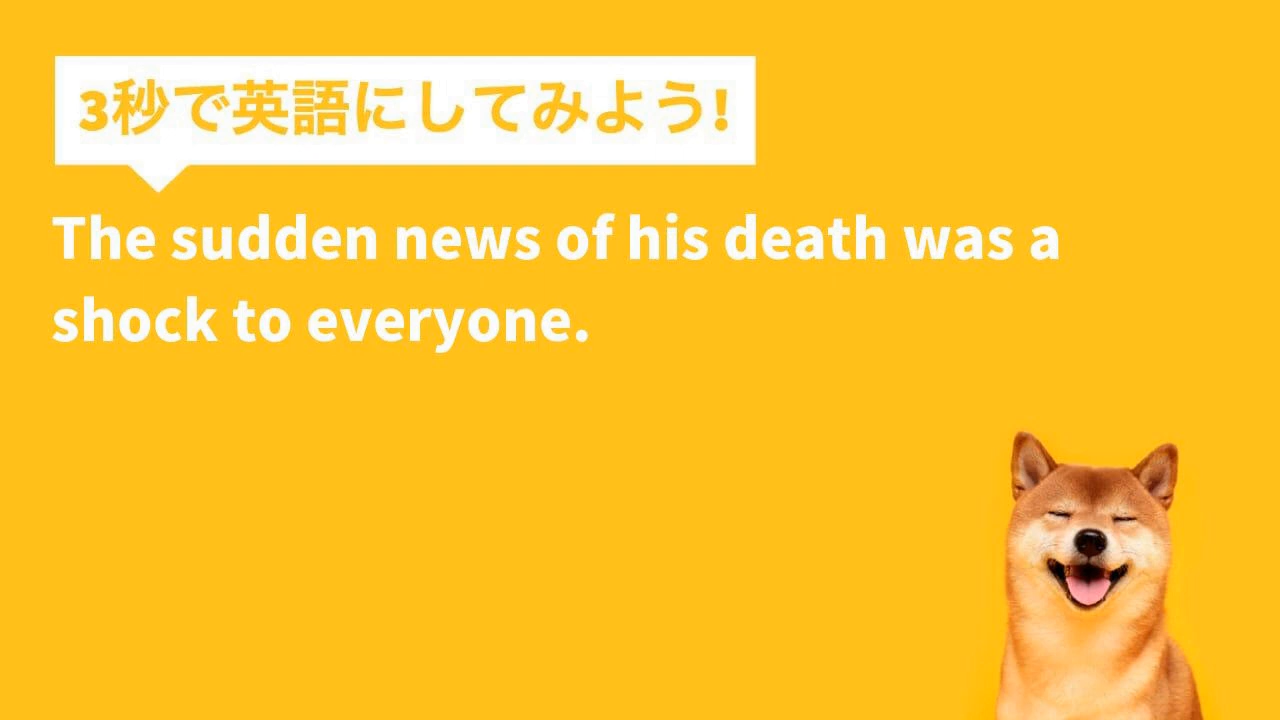 3秒で英語にしてみよう!
The sudden news of his death was a
shock to everyone.